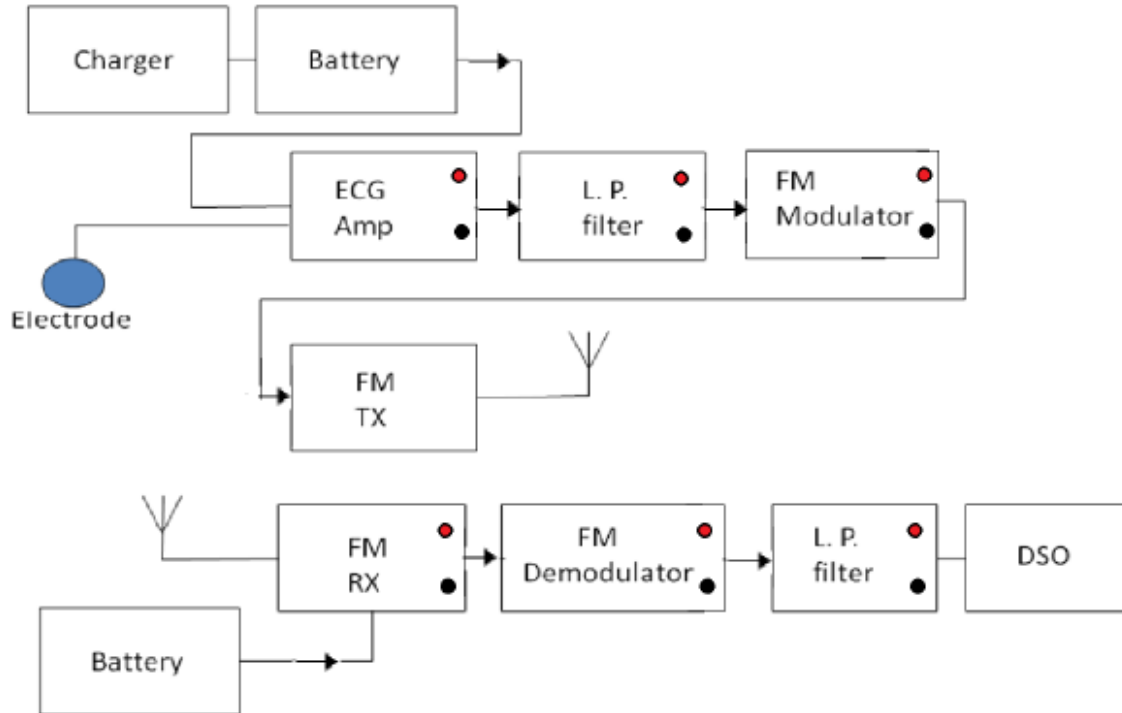 Charger
Battery
ECG
Amp
L. P.
filter
FM
Modulator
Electrode
FM
TX
FM
RX
FM
Demodulator
L. P.
filter
DSO
Battery